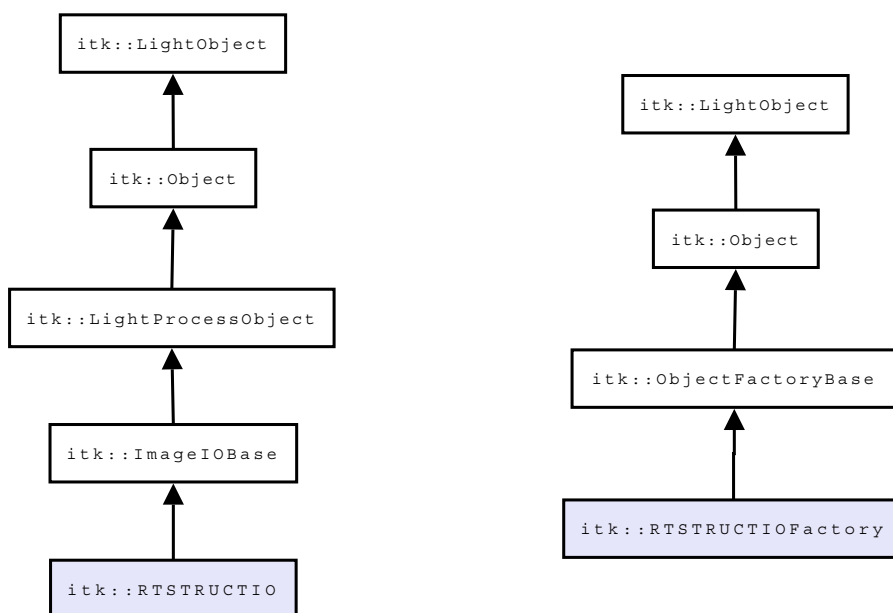 itk::LightObject
itk::Object
itk::LightProcessObject
itk::ImageIOBase
itk::RTSTRUCTIO
itk::LightObject
itk::Object
itk::ObjectFactoryBase
itk::RTSTRUCTIOFactory